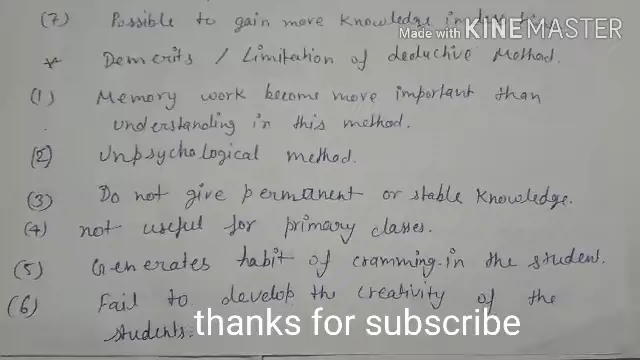 (7) Possible to gain more knowledge in
Made with KINEMASTER
* Demerits / Limitation of deductive Method.
(1) Memory work become more important than
understanding in this method.
(2) Unpsychological method.
(3) Do not give permanent or stable knowledge.
(4) not useful for primary classes.
(5) Generates habit of cramming in the student.
(6) Fail to develop the creativity of the
students.
thanks for subscribe